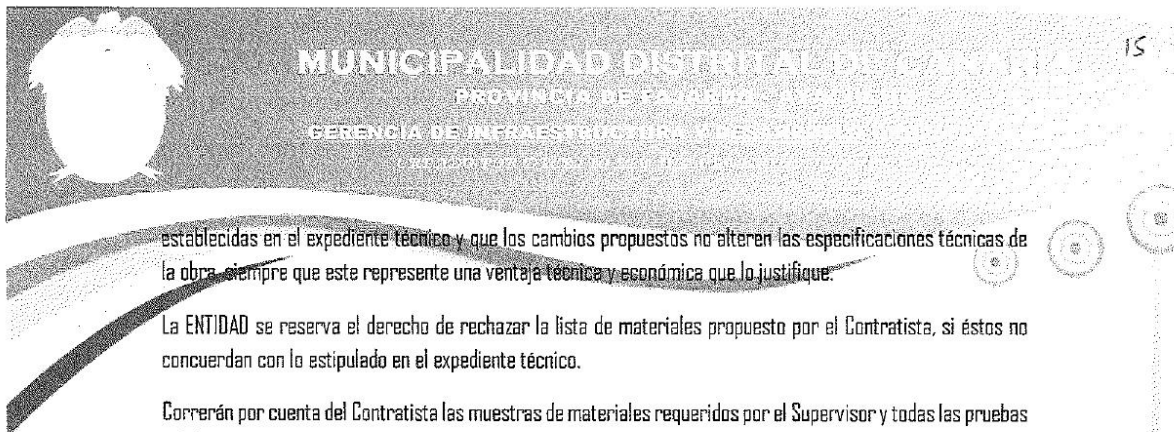 15
MUNICIPALIDAD DISTRITAL DE CANARIA
PROVINCIA DE FAJARDO
GERENCIA DE INFRAESTRUCTURA Y
establecidas en el expediente técnico y que los cambios propuestos no alteren las especificaciones técnicas de
la obra, siempre que este represente una ventaja técnica y económica que lo justifique.
La ENTIDAD se reserva el derecho de rechazar la lista de materiales propuesto por el Contratista, si éstos no
concuerdan con lo estipulado en el expediente técnico.
Correrán por cuenta del Contratista las muestras de materiales requeridos por el Supervisor y todas las pruebas